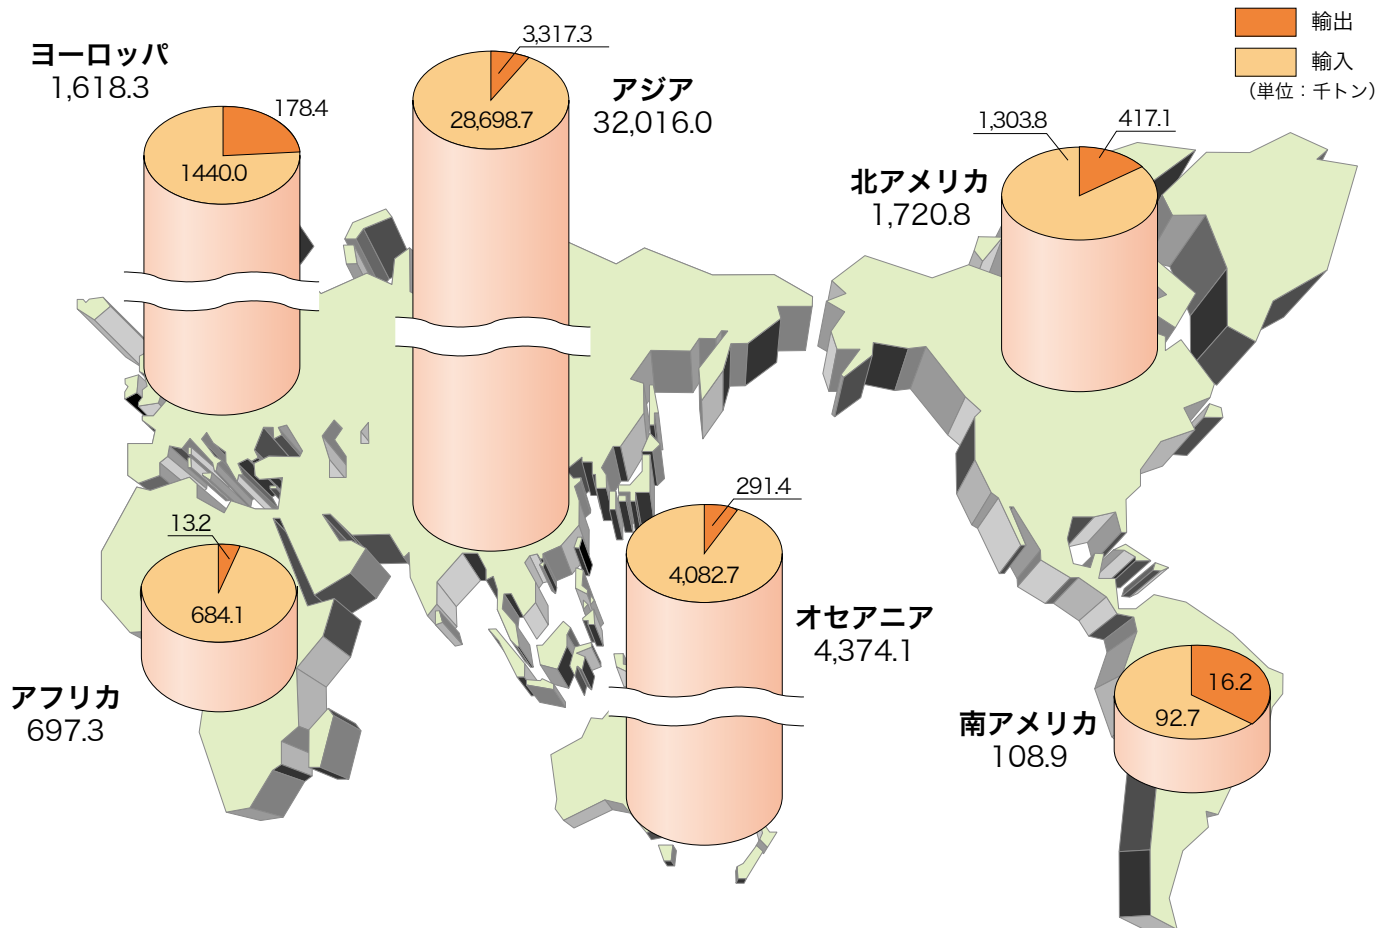 輸出
輸入
（単位：千トン）
ヨーロッパ
1,618.3
178.4
1440.0
3,317.3
28,698.7
アジア
32,016.0
1,303.8
417.1
北アメリカ
1,720.8
13.2
684.1
アフリカ
697.3
291.4
4,082.7
オセアニア
4,374.1
16.2
92.7
南アメリカ
108.9